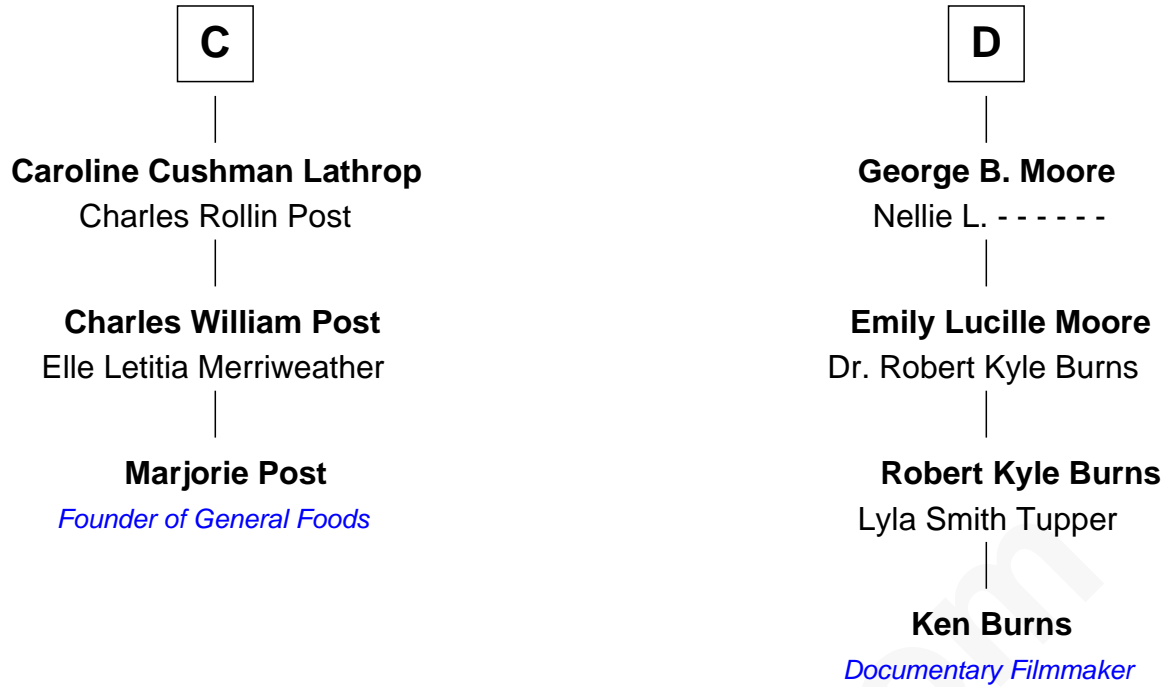 C
Caroline Cushman Lathrop
Charles Rollin Post
Charles William Post
Elle Letitia Merriweather
Marjorie Post
Founder of General Foods
D
George B. Moore
Nellie L. - - - - - -
Emily Lucille Moore
Dr. Robert Kyle Burns
Robert Kyle Burns
Lyla Smith Tupper
Ken Burns
Documentary Filmmaker